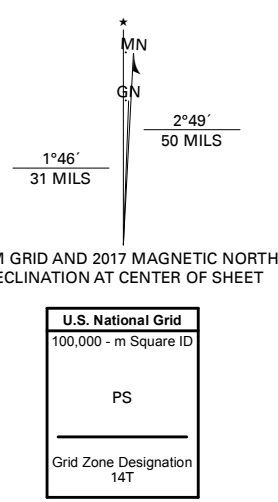 ★
MN
GN
2°49´
50 MILS
1°46´
31 MILS
M GRID AND 2017 MAGNETIC NORTH
ECLINATION AT CENTER OF SHEET
U.S. National Grid
100,000 - m Square ID
PS
Grid Zone Designation
14T